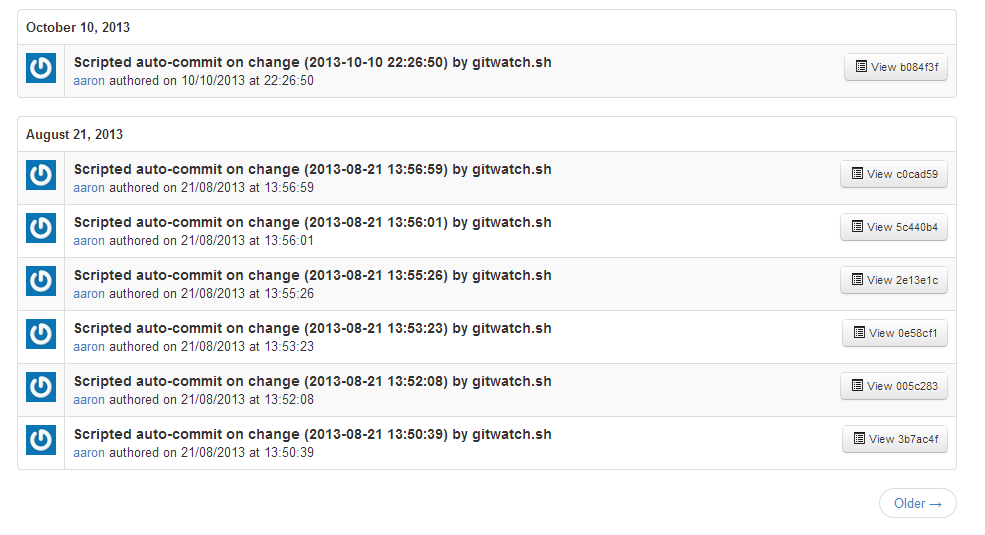 October 10, 2013
Scripted auto-commit on change (2013-10-10 22:26:50) by gitwatch.sh
View b084f3f
aaron authored on 10/10/2013 at 22:26:50
August 21, 2013
Scripted auto-commit on change (2013-08-21 13:56:59) by gitwatch.sh
View c0cad59
aaron authored on 21/08/2013 at 13:56:59
Scripted auto-commit on change (2013-08-21 13:56:01) by gitwatch.sh
View 5c440b4
aaron authored on 21/08/2013 at 13:56:01
Scripted auto-commit on change (2013-08-21 13:55:26) by gitwatch.sh
View 2e13e1c
aaron authored on 21/08/2013 at 13:55:26
Scripted auto-commit on change (2013-08-21 13:53:23) by gitwatch.sh
View 0e58cf1
aaron authored on 21/08/2013 at 13:53:23
Scripted auto-commit on change (2013-08-21 13:52:08) by gitwatch.sh
View 005c283
aaron authored on 21/08/2013 at 13:52:08
Scripted auto-commit on change (2013-08-21 13:50:39) by gitwatch.sh
View 3b7ac4f
aaron authored on 21/08/2013 at 13:50:39
Older →